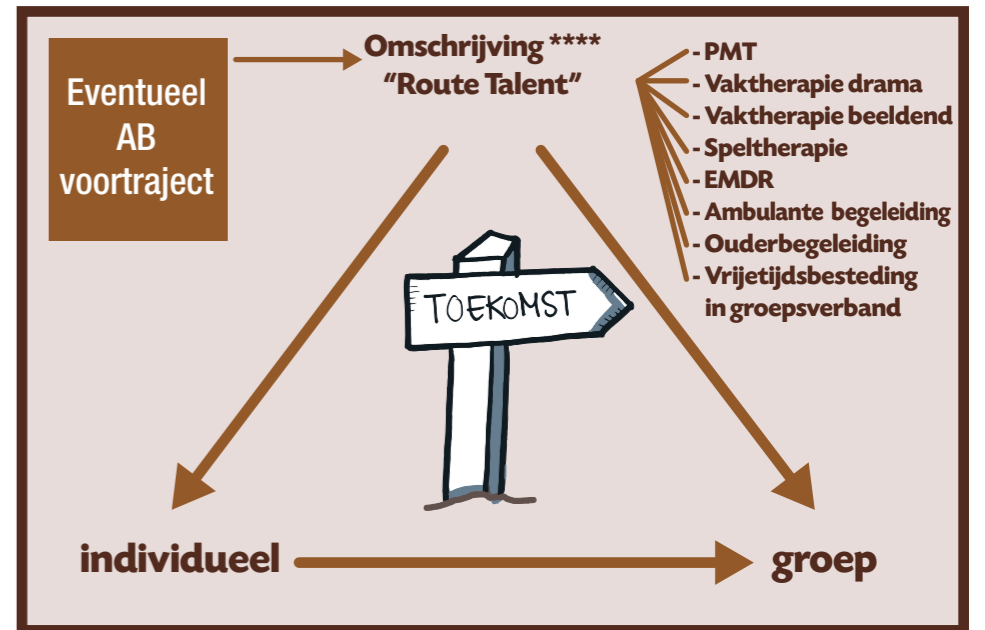 Eventueel
AB
voortraject
Omschrijving ****
“Route Talent”
- PMT
- Vaktherapie drama
- Vaktherapie beeldend
- Speltherapie
- EMDR
- Ambulante begeleiding
- Ouderbegeleiding
- Vrijetijdsbesteding
in groepsverband
TOEKOMST
individueel
groep